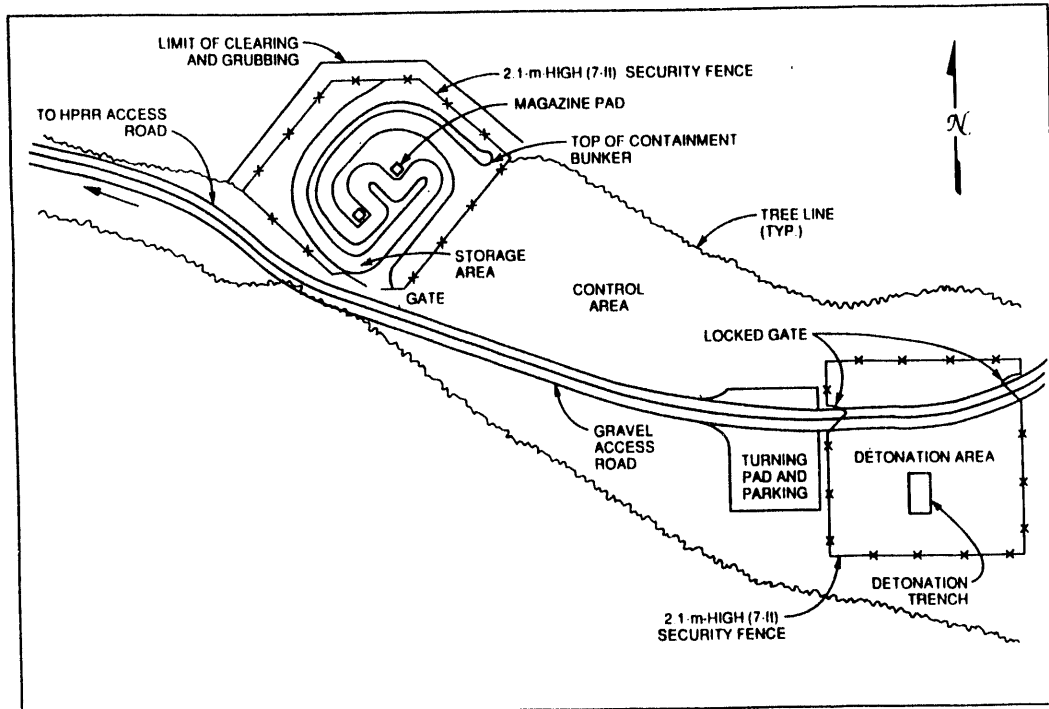 LIMIT OF CLEARING
AND GRUBBING
2.1-m-HIGH (7-ft) SECURITY FENCE
MAGAZINE PAD
TO HPRR ACCESS
ROAD
TOP OF CONTAINMENT
BUNKER
N
TREE LINE
(TYP.)
STORAGE
AREA
GATE
CONTROL
AREA
LOCKED GATE
GRAVEL
ACCESS
ROAD
TURNING
PAD AND
PARKING
DETONATION AREA
DETONATION
TRENCH
2.1-m-HIGH (7-ft)
SECURITY FENCE